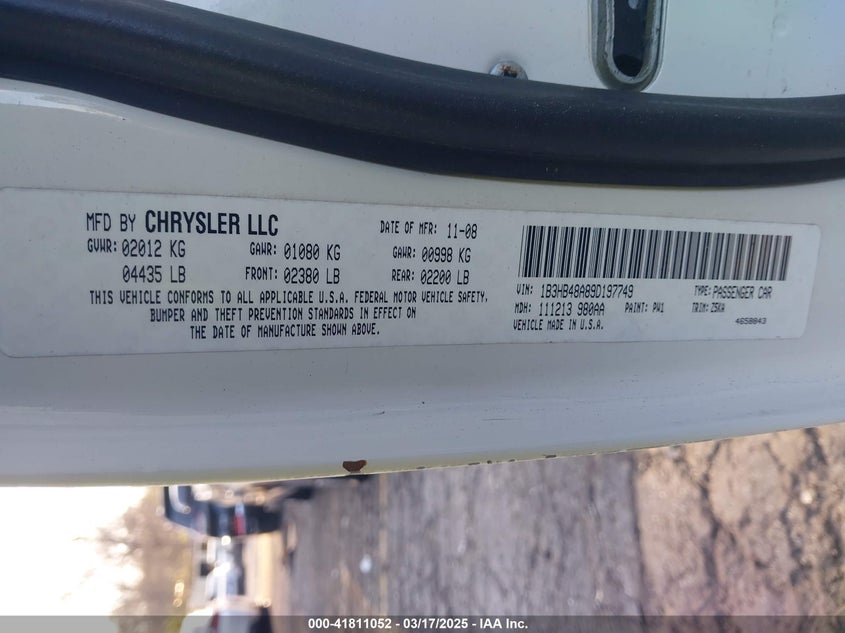 MFD BY CHRYSLER LLC DATE OF MFR: 11-08
GVWR: 02012 KG GAWR: 01080 KG GAWR: 00998 KG
04435 LB FRONT: 02380 LB REAR: 02200 LB
THIS VEHICLE CONFORMS TO ALL APPLICABLE U.S.A. FEDERAL MOTOR VEHICLE SAFETY,
BUMPER AND THEFT PREVENTION STANDARDS IN EFFECT ON
THE DATE OF MANUFACTURE SHOWN ABOVE.
VIN: 1B3HB48A89D197749 TYPE: PASSENGER CAR
MDH: 111213 980AA PAINT: PW1 TRIM: Z5KA
VEHICLE MADE IN U.S.A. 4658843
000-41811052 - 03/17/2025 - IAA Inc.